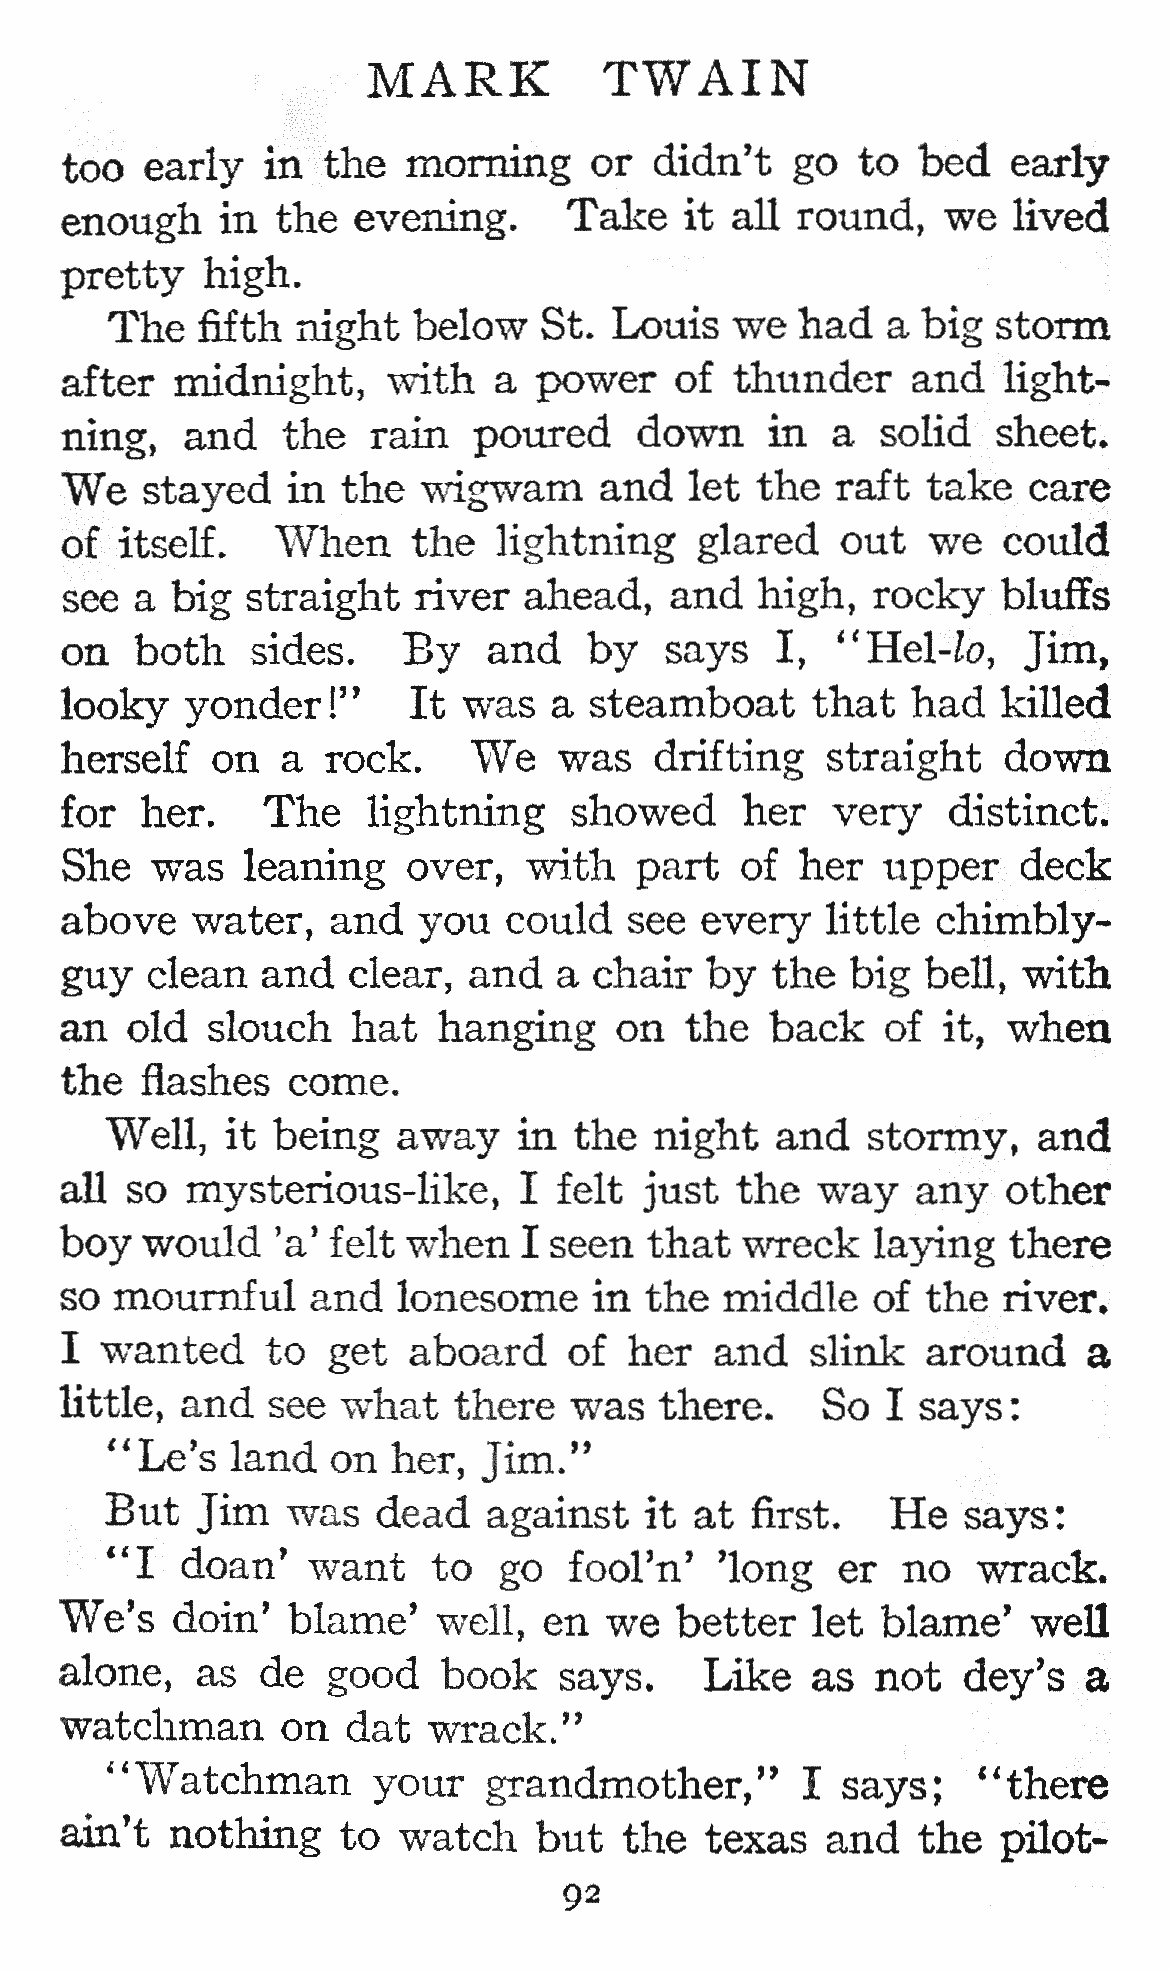 MARK TWAIN
too early in the morning or didn't go to bed early
enough in the evening. Take it all round, we lived
pretty high.
The fifth night below St. Louis we had a big storm
after midnight, with a power of thunder and light-
ning, and the rain poured down in a solid sheet.
We stayed in the wigwam and let the raft take care
of itself. When the lightning glared out we could
see a big straight river ahead, and high, rocky bluffs
on both sides. By and by says I, "Hel-lo, Jim,
looky yonder!" It was a steamboat that had killed
herself on a rock. We was drifting straight down
for her. The lightning showed her very distinct.
She was leaning over, with part of her upper deck
above water, and you could see every little chimbly-
guy clean and clear, and a chair by the big bell, with
an old slouch hat hanging on the back of it, when
the flashes come.
Well, it being away in the night and stormy, and
all so mysterious-like, I felt just the way any other
boy would 'a' felt when I seen that wreck laying there
so mournful and lonesome in the middle of the river.
I wanted to get aboard of her and slink around a
little, and see what there was there. So I says:
"Le's land on her, Jim."
But Jim was dead against it at first. He says:
"I doan' want to go fool'n' 'long er no wrack.
We's doin' blame' well, en we better let blame' well
alone, as de good book says. Like as not dey's a
watchman on dat wrack."
"Watchman your grandmother," I says; "there
ain't nothing to watch but the texas and the pilot-
92